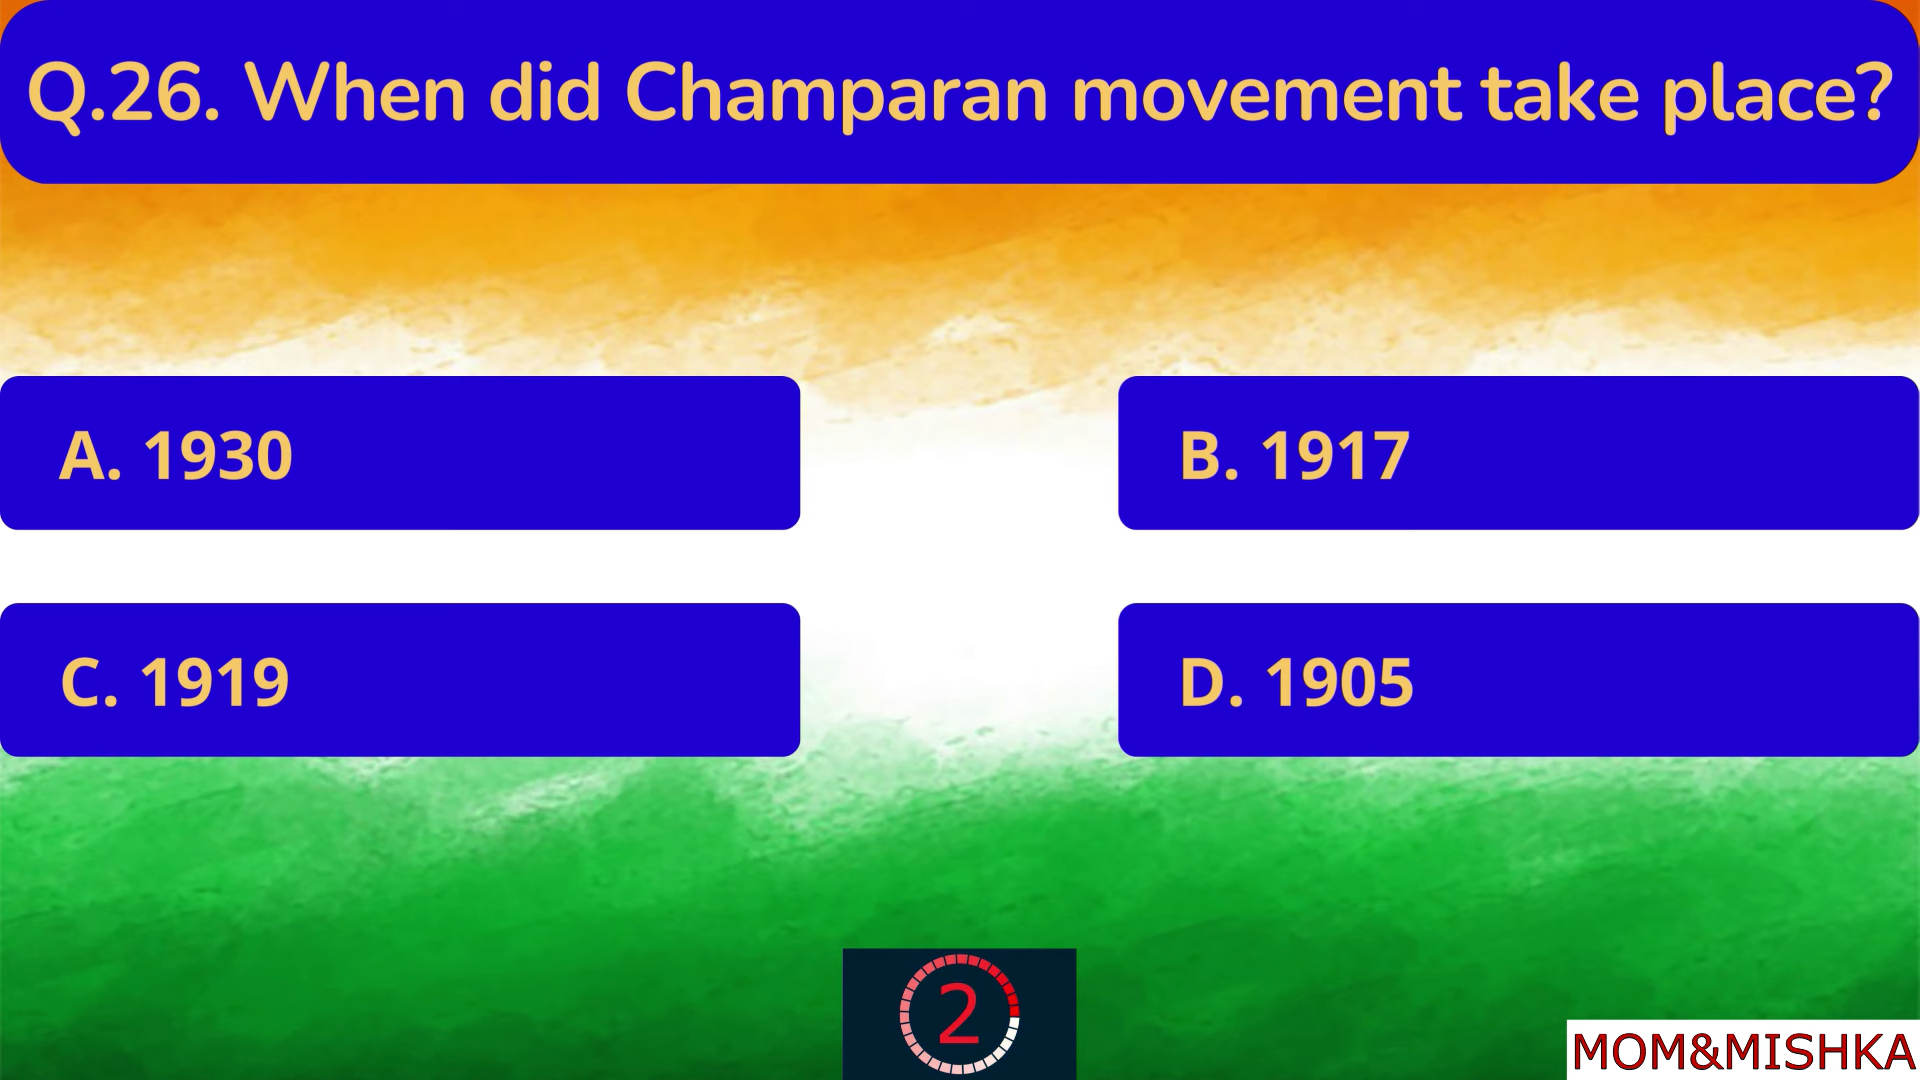 Q.26. When did Champaran movement take place?
A. 1930
B. 1917
C. 1919
D. 1905
2
MOM&MISHKA